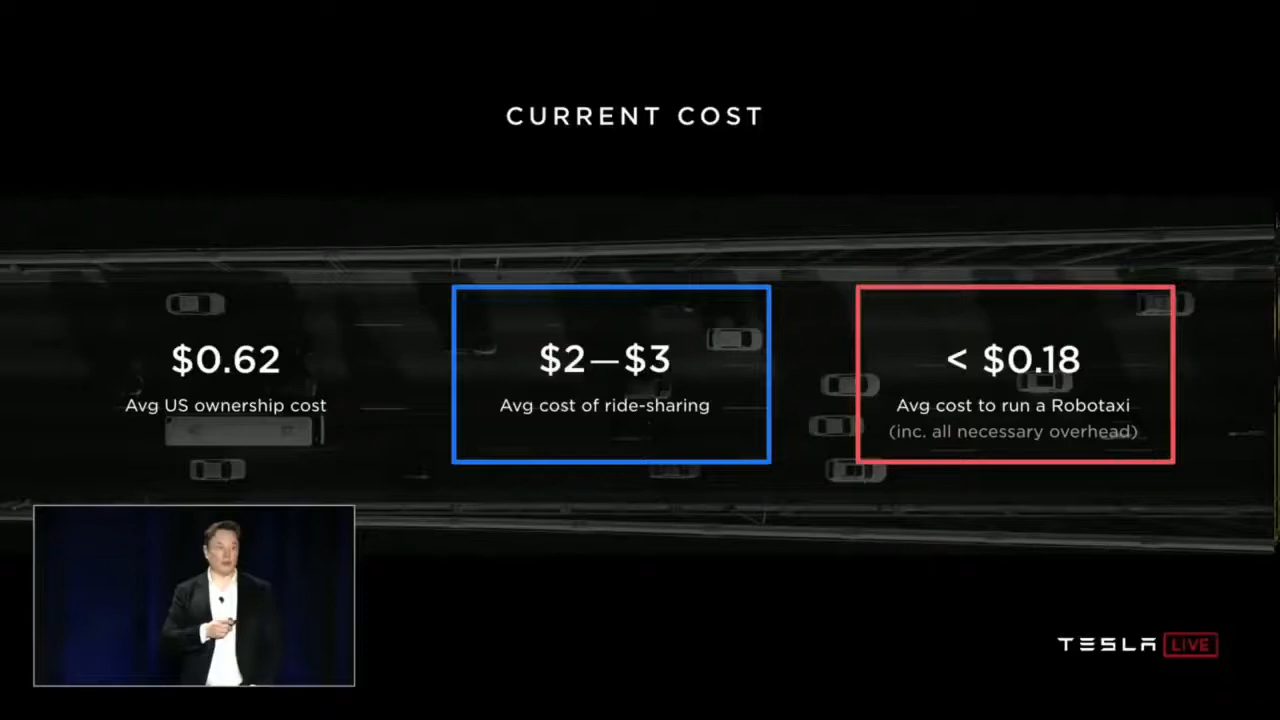 CURRENT COST
$0.62
Avg US ownership cost
$2—$3
Avg cost of ride-sharing
< $0.18
Avg cost to run a Robotaxi
(inc. all necessary overhead)
TESLA LIVE